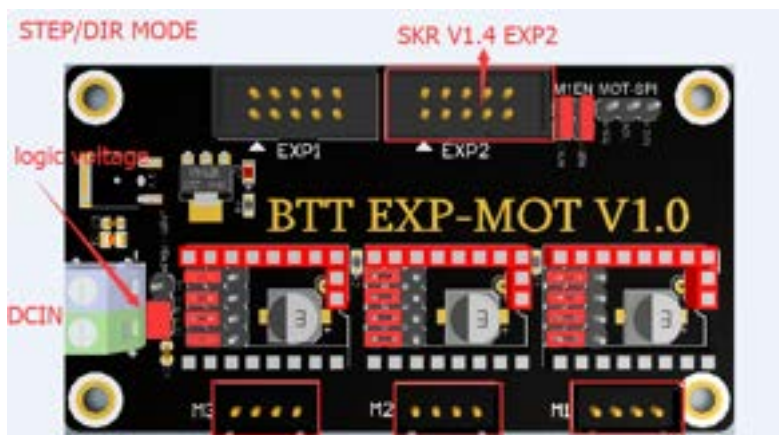 STEP/DIR MODE
SKR V1.4 EXP2
M1EN MOT-SPI
EXP1
EXP2
logic voltage
BTT EXP-MOT V1.0
DCIN
M3
M2
M1